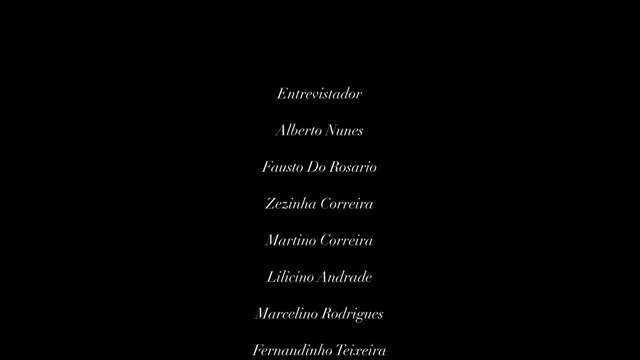 Entrevistador
Alberto Nunes
Fausto Do Rosario
Zezinha Correira
Martino Correira
Lilicino Andrade
Marcelino Rodrigues
Fernandinho Teixeira